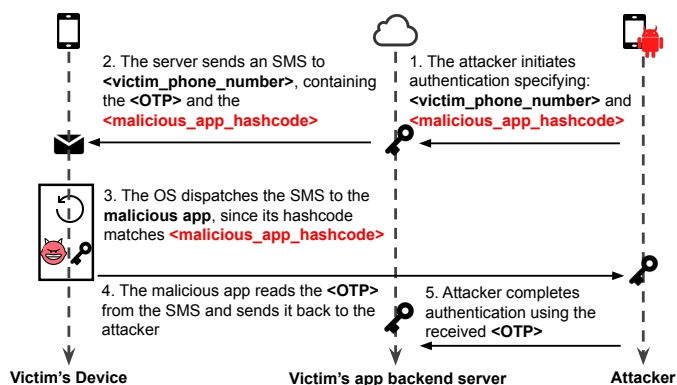 2. The server sends an SMS to
<victim_phone_number>, containing
the <OTP> and the
<malicious_app_hashcode>
1. The attacker initiates
authentication specifying:
<victim_phone_number> and
<malicious_app_hashcode>
3. The OS dispatches the SMS to the
malicious app, since its hashcode
matches <malicious_app_hashcode>
4. The malicious app reads the <OTP>
from the SMS and sends it back to the
attacker
5. Attacker completes
authentication using the
received <OTP>
Victim's Device
Victim's app backend server
Attacker